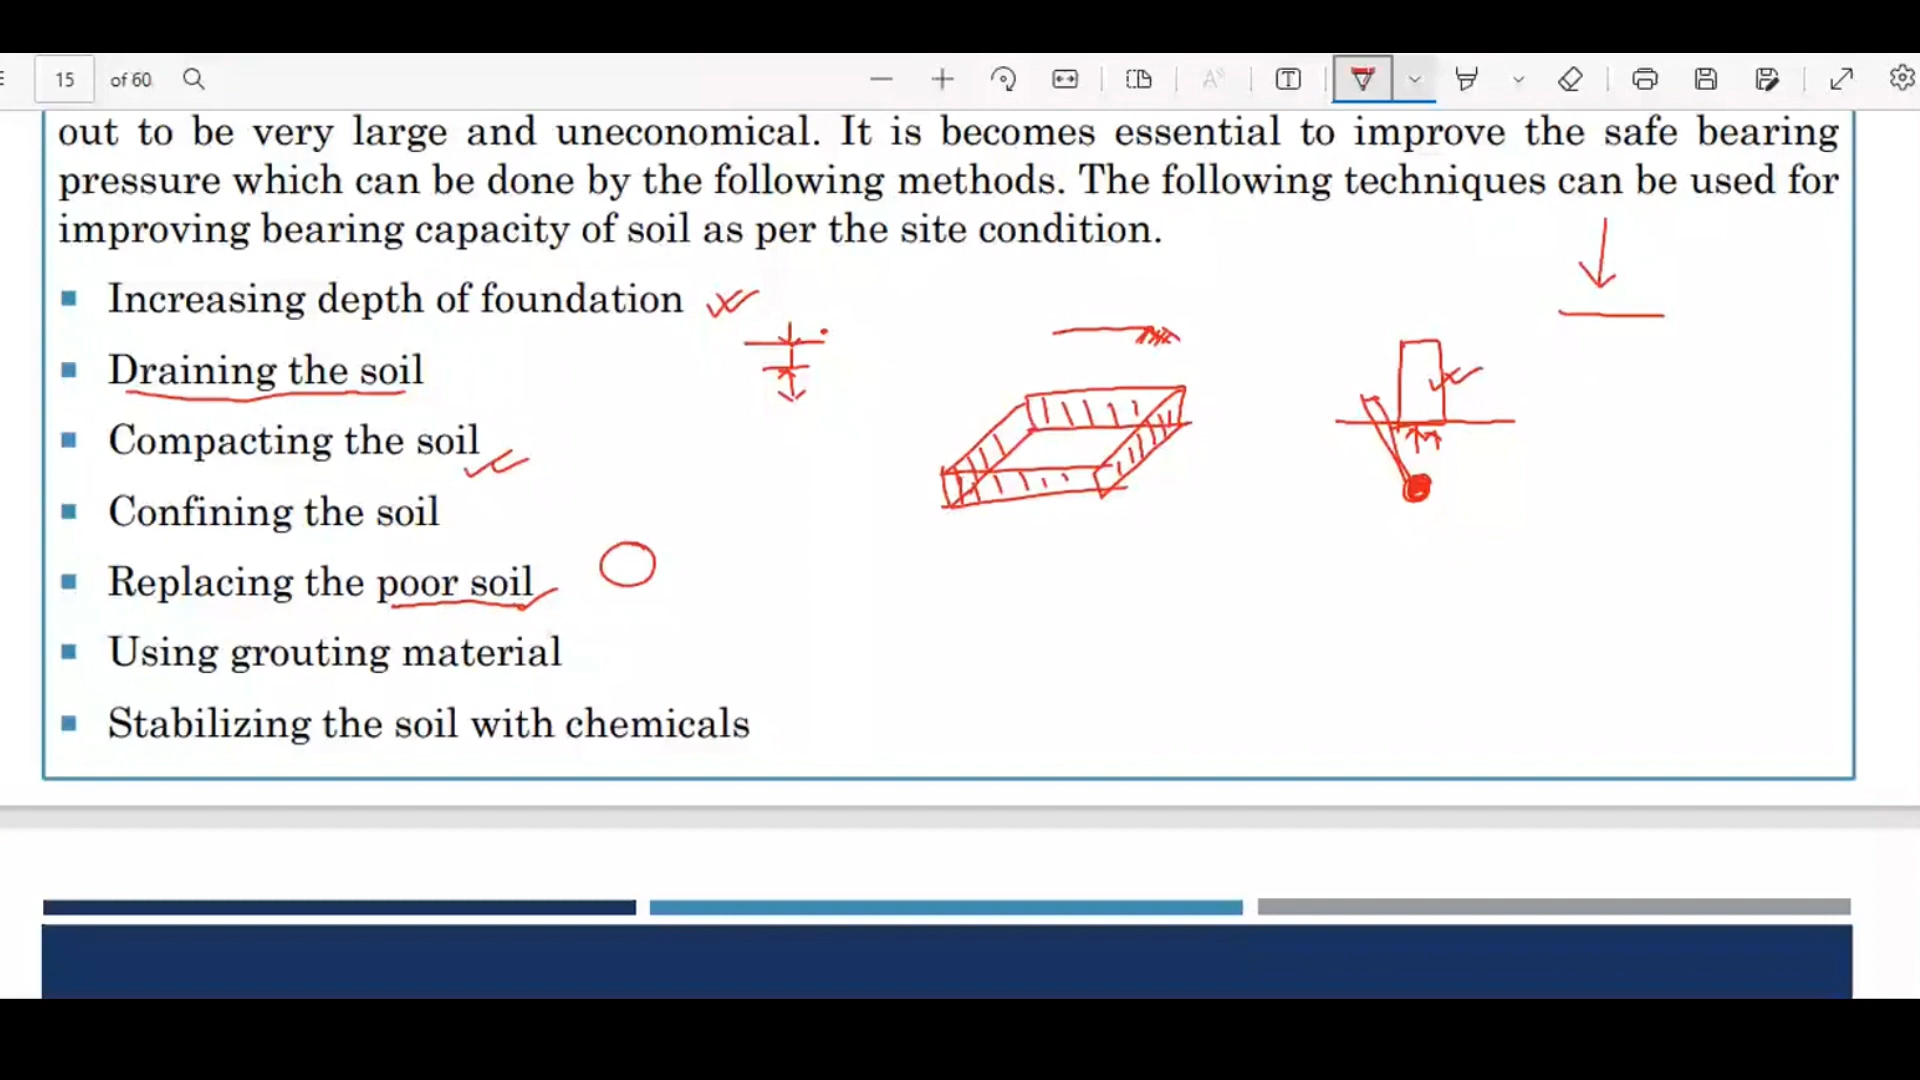 15 of 60
out to be very large and uneconomical. It is becomes essential to improve the safe bearing
pressure which can be done by the following methods. The following techniques can be used for
improving bearing capacity of soil as per the site condition.
Increasing depth of foundation
Draining the soil
Compacting the soil
Confining the soil
Replacing the poor soil
Using grouting material
Stabilizing the soil with chemicals